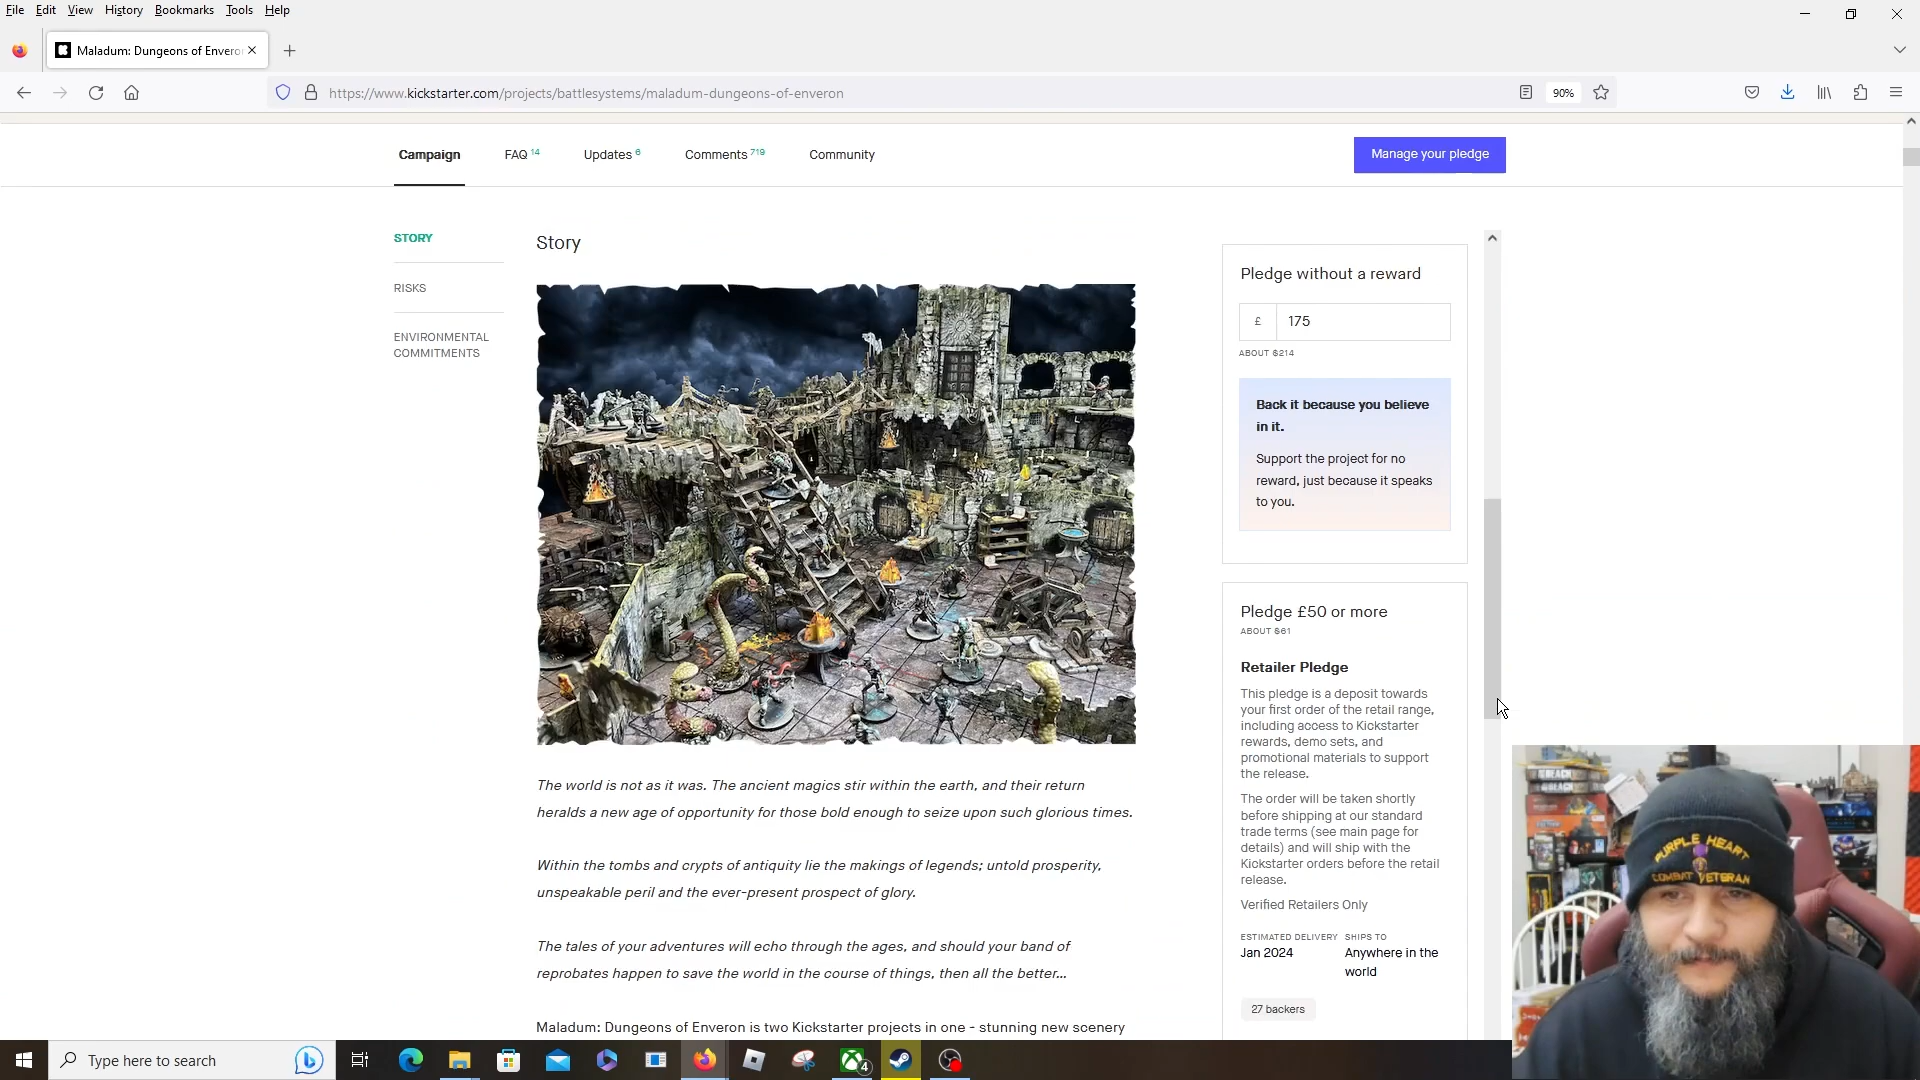 File Edit View History Bookmarks Tools Help
Maladum: Dungeons of Envero
https://www.kickstarter.com/projects/battlesystems/maladum-dungeons-of-enveron
90%
Campaign FAQ 14 Updates 6 Comments 719 Community
Manage your pledge
STORY
RISKS
ENVIRONMENTAL
COMMITMENTS
Story
The world is not as it was. The ancient magics stir within the earth, and their return
heralds a new age of opportunity for those bold enough to seize upon such glorious times.
Within the tombs and crypts of antiquity lie the makings of legends; untold prosperity,
unspeakable peril and the ever-present prospect of glory.
The tales of your adventures will echo through the ages, and should your band of
reprobates happen to save the world in the course of things, then all the better...
Maladum: Dungeons of Enveron is two Kickstarter projects in one - stunning new scenery
Pledge without a reward
£ 175
ABOUT $214
Back it because you believe
in it.
Support the project for no
reward, just because it speaks
to you.
Pledge £50 or more
ABOUT $61
Retailer Pledge
This pledge is a deposit towards
your first order of the retail range,
including access to Kickstarter
rewards, demo sets, and
promotional materials to support
the release.
The order will be taken shortly
before shipping at our standard
trade terms (see main page for
details) and will ship with the
Kickstarter orders before the retail
release.
Verified Retailers Only
ESTIMATED DELIVERY SHIPS TO
Jan 2024 Anywhere in the
world
27 backers
PURPLE HEART
COMBAT VETERAN
Type here to search
4